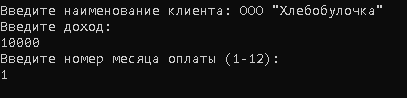 Введите наименование клиента: ООО "Хлебобулочка"
Введите доход:
10000
Введите номер месяца оплаты (1-12):
1